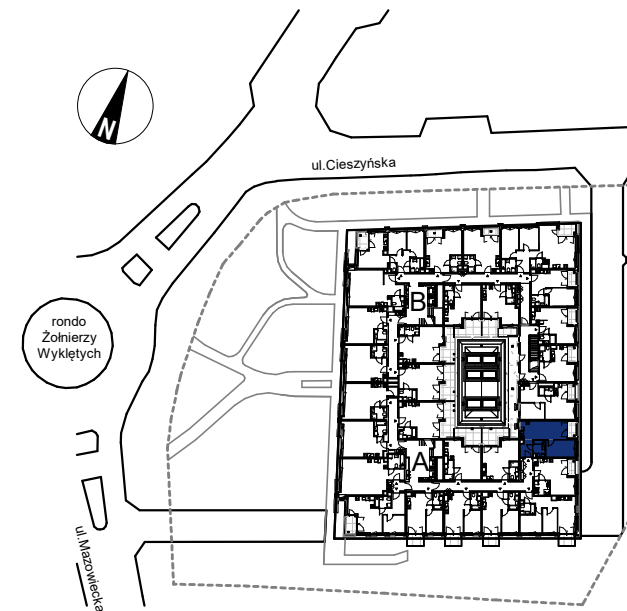 N
ul.Cieszyńska
B
rondo
Żołnierzy
Wyklętych
A
ul.Mazowiecka